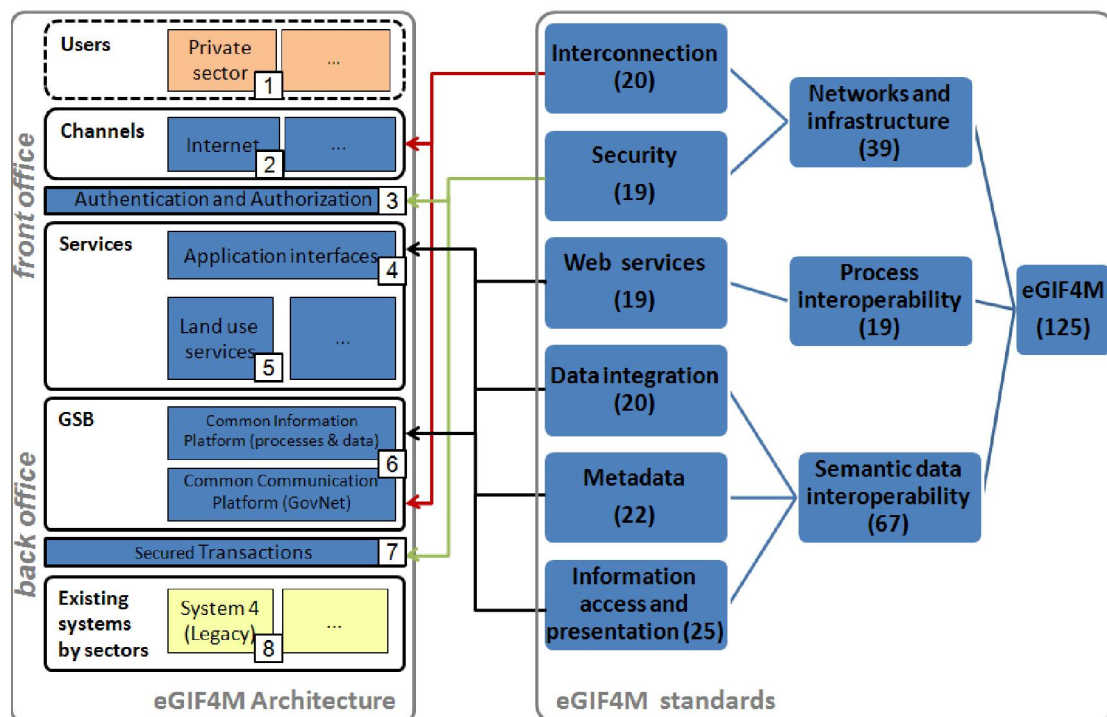 Users
Private
sector
1
...
Channels
Internet
2
...
Authentication and Authorization
3
Services
Application interfaces
4
Land use
services
5
...
GSB
Common Information
Platform (processes & data)
6
Common Communication
Platform (GovNet)
Secured Transactions
7
Existing
systems
by sectors
System 4
(Legacy)
8
...
front office
back office
eGIF4M Architecture
Interconnection
(20)
Security
(19)
Web services
(19)
Data integration
(20)
Metadata
(22)
Information
access and
presentation (25)
Networks and
infrastructure
(39)
Process
interoperability
(19)
Semantic data
interoperability
(67)
eGIF4M
(125)
eGIF4M standards